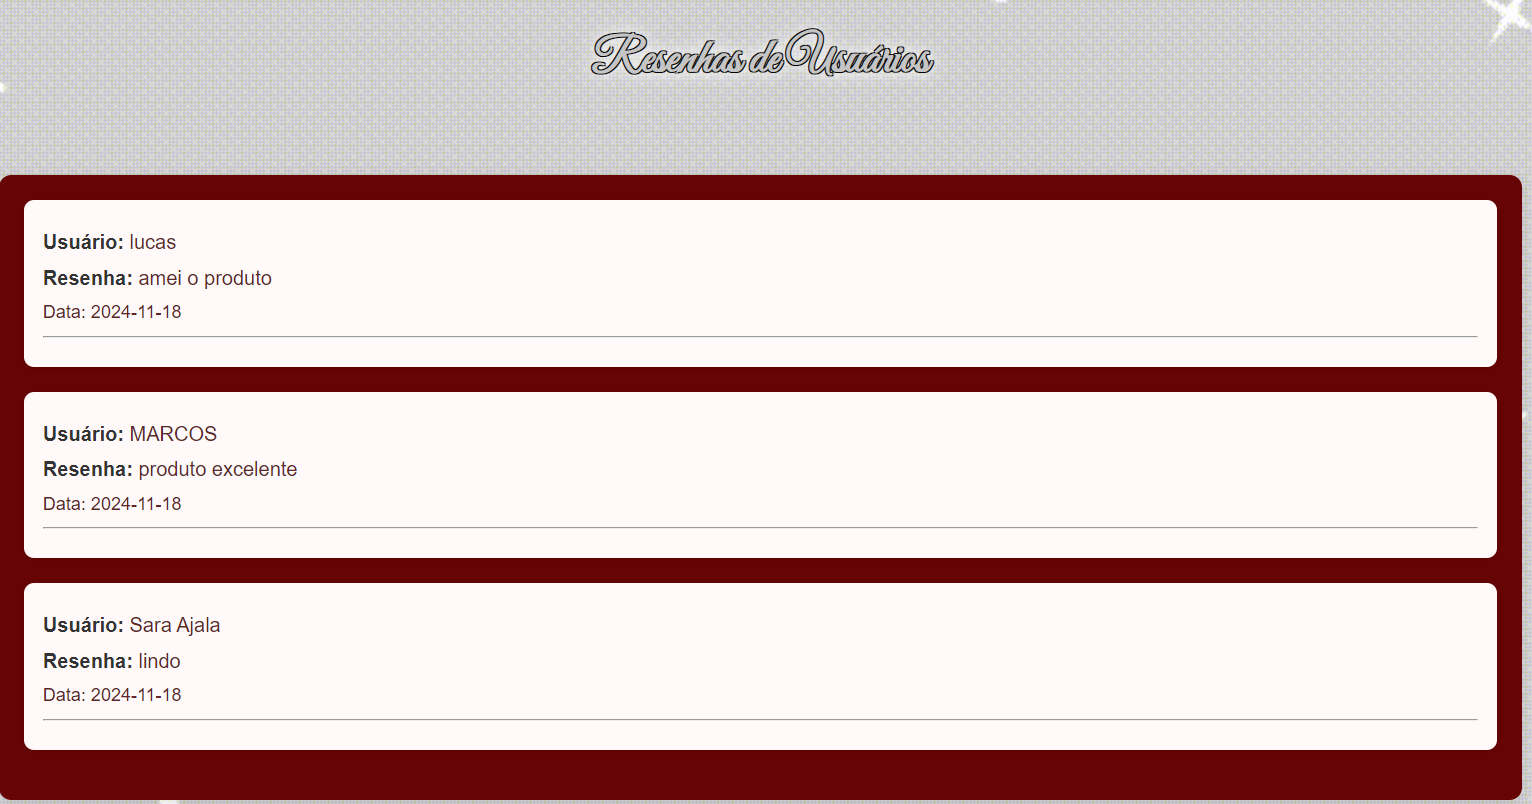 Resenhas de Usuários
Usuário: lucas
Resenha: amei o produto
Data: 2024-11-18
Usuário: MARCOS
Resenha: produto excelente
Data: 2024-11-18
Usuário: Sara Ajala
Resenha: lindo
Data: 2024-11-18